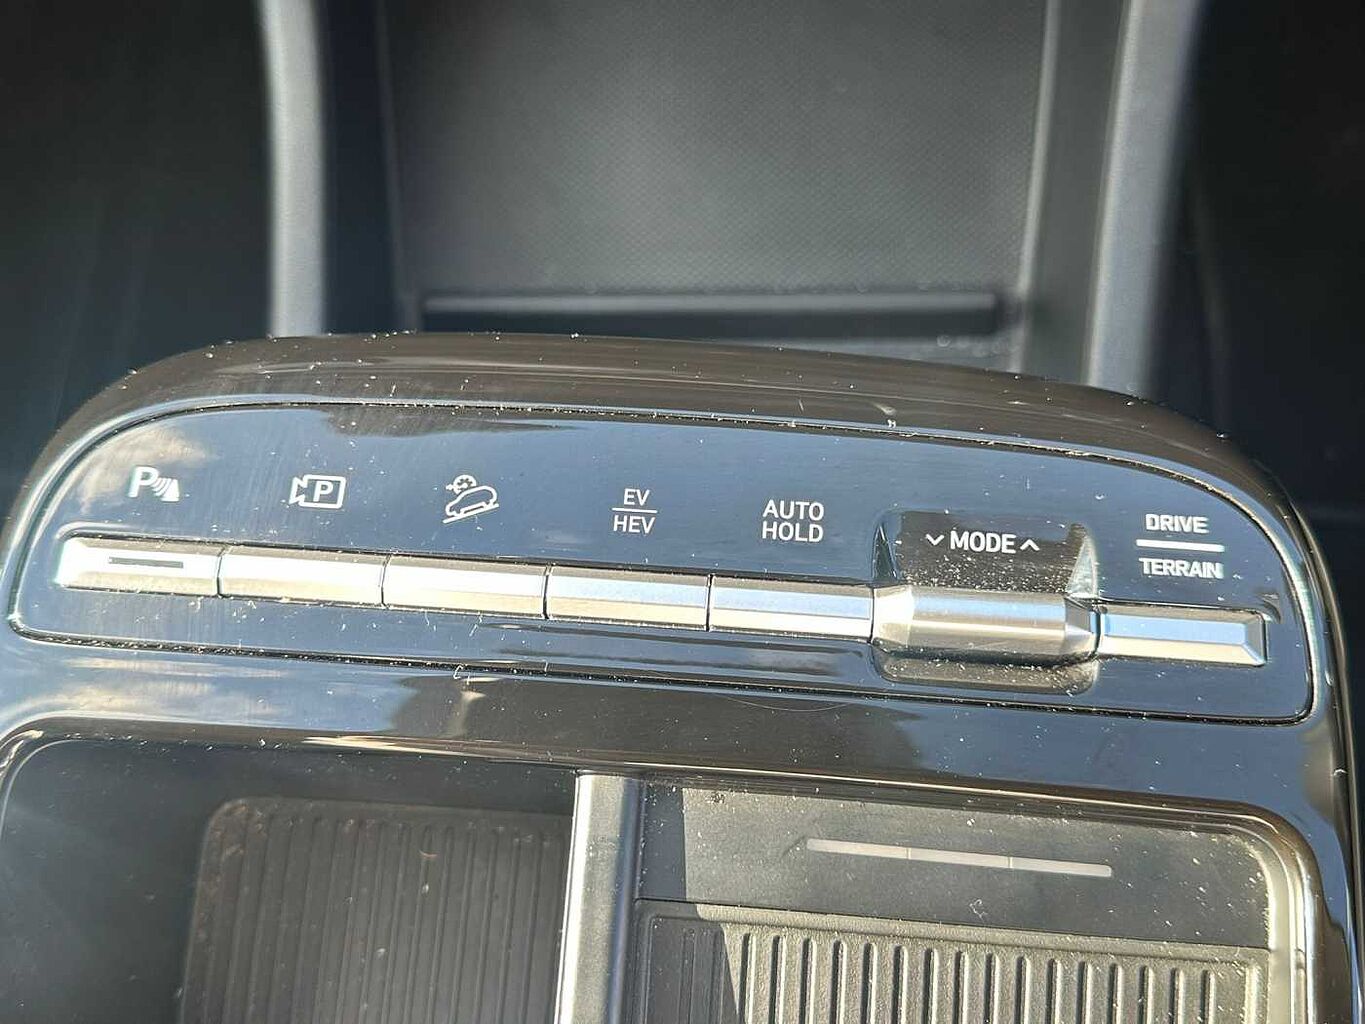 P
P
EV
HEV
AUTO
HOLD
MODE
DRIVE
TERRAIN